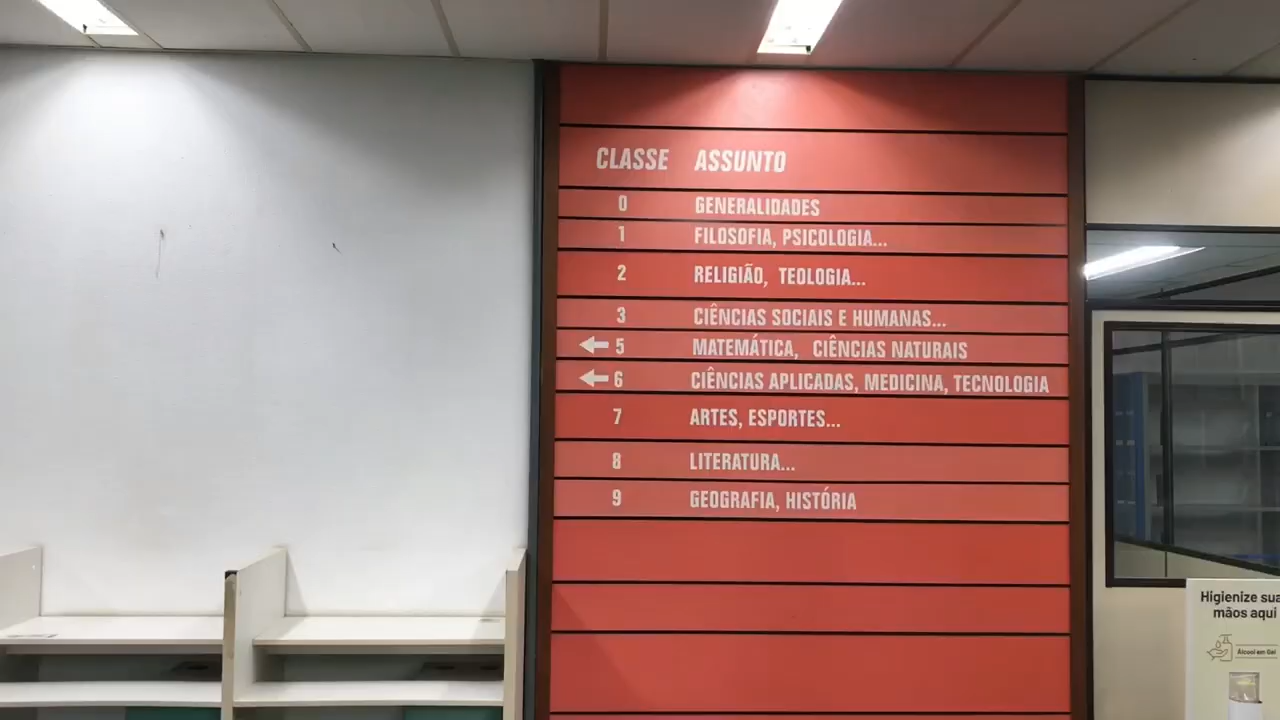 CLASSE ASSUNTO
0 GENERALIDADES
1 FILOSOFIA, PSICOLOGIA...
2 RELIGIÃO, TEOLOGIA...
3 CIÊNCIAS SOCIAIS E HUMANAS...
5 MATEMÁTICA, CIÊNCIAS NATURAIS
6 CIÊNCIAS APLICADAS, MEDICINA, TECNOLOGIA
7 ARTES, ESPORTES...
8 LITERATURA...
9 GEOGRAFIA, HISTÓRIA
Higienize sua
mãos aqui
Álcool em Gel